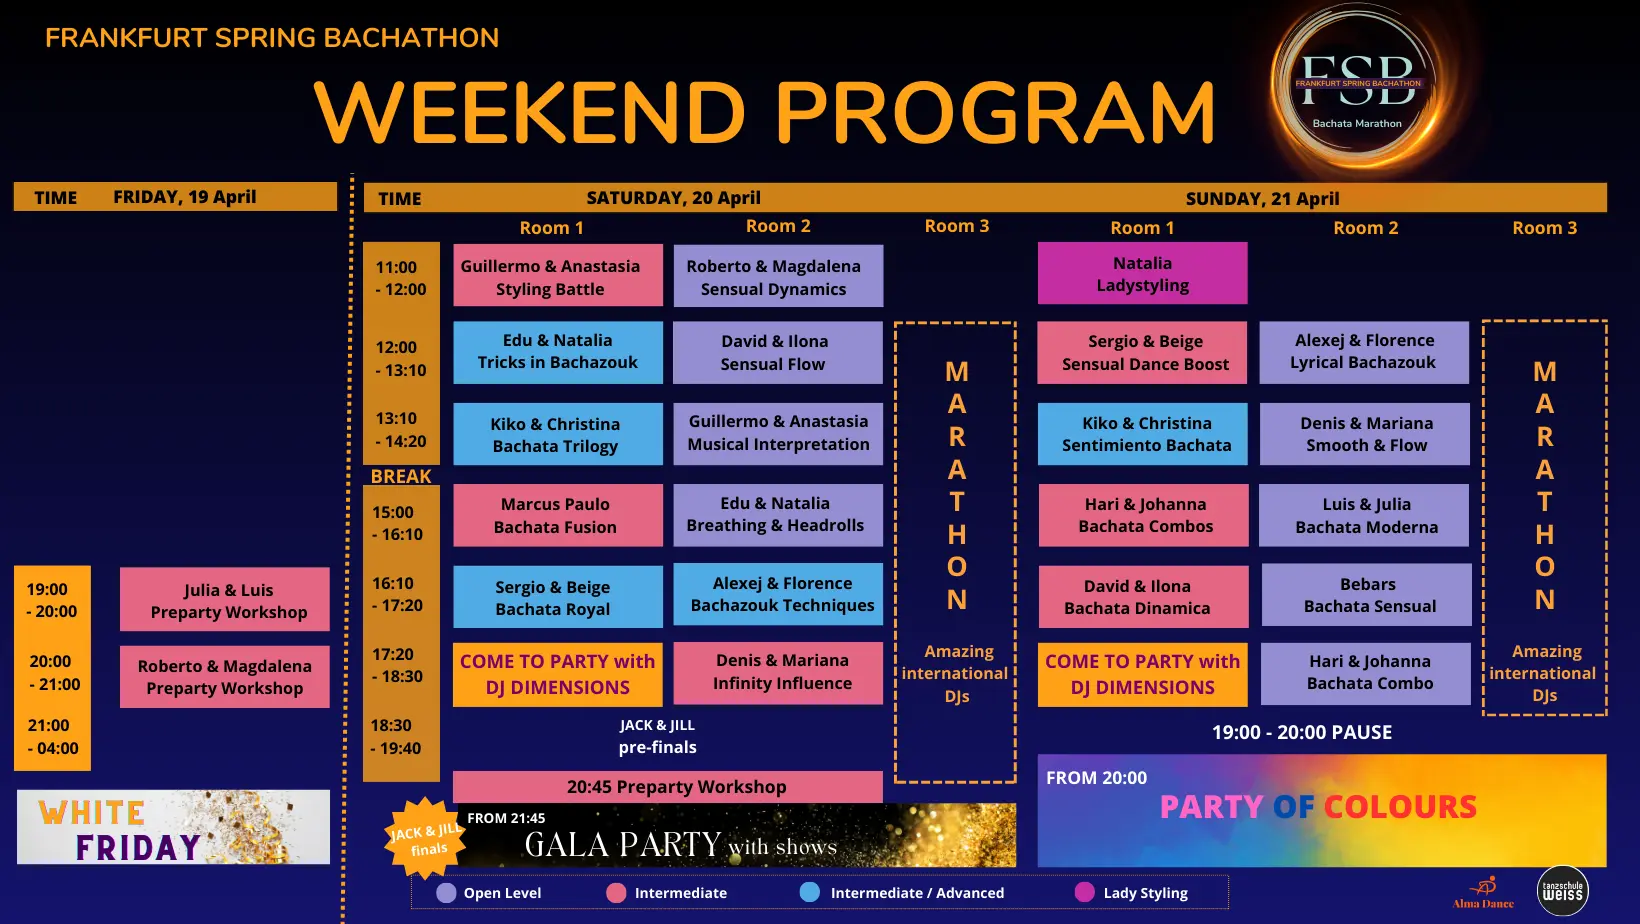 FRANKFURT SPRING BACHATHON
WEEKEND PROGRAM
FSB
FRANKFURT SPRING BACHATHON
Bachata Marathon
TIME
FRIDAY, 19 April
19:00
- 20:00
Julia & Luis
Preparty Workshop
20:00
- 21:00
Roberto & Magdalena
Preparty Workshop
21:00
- 04:00
WHITE
FRIDAY
TIME
SATURDAY, 20 April
SUNDAY, 21 April
Room 1
Room 2
Room 3
Room 1
Room 2
Room 3
11:00
- 12:00
Guillermo & Anastasia
Styling Battle
Roberto & Magdalena
Sensual Dynamics
Natalia
Ladystyling
12:00
- 13:10
Edu & Natalia
Tricks in Bachazouk
David & Ilona
Sensual Flow
Sergio & Beige
Sensual Dance Boost
Alexej & Florence
Lyrical Bachazouk
13:10
- 14:20
Kiko & Christina
Bachata Trilogy
Guillermo & Anastasia
Musical Interpretation
Kiko & Christina
Sentimiento Bachata
Denis & Mariana
Smooth & Flow
BREAK
15:00
- 16:10
Marcus Paulo
Bachata Fusion
Edu & Natalia
Breathing & Headrolls
Hari & Johanna
Bachata Combos
Luis & Julia
Bachata Moderna
16:10
- 17:20
Sergio & Beige
Bachata Royal
Alexej & Florence
Bachazouk Techniques
David & Ilona
Bachata Dinamica
Bebars
Bachata Sensual
17:20
- 18:30
COME TO PARTY with
DJ DIMENSIONS
Denis & Mariana
Infinity Influence
COME TO PARTY with
DJ DIMENSIONS
Hari & Johanna
Bachata Combo
M
A
R
A
T
H
O
N
Amazing
international
DJs
M
A
R
A
T
H
O
N
Amazing
international
DJs
18:30
- 19:40
JACK & JILL
pre-finals
19:00 - 20:00 PAUSE
20:45 Preparty Workshop
JACK & JILL
finals
FROM 21:45
GALA PARTY with shows
FROM 20:00
PARTY OF COLOURS
Open Level
Intermediate
Intermediate / Advanced
Lady Styling
Alma Dance
tanzschule
WEISS